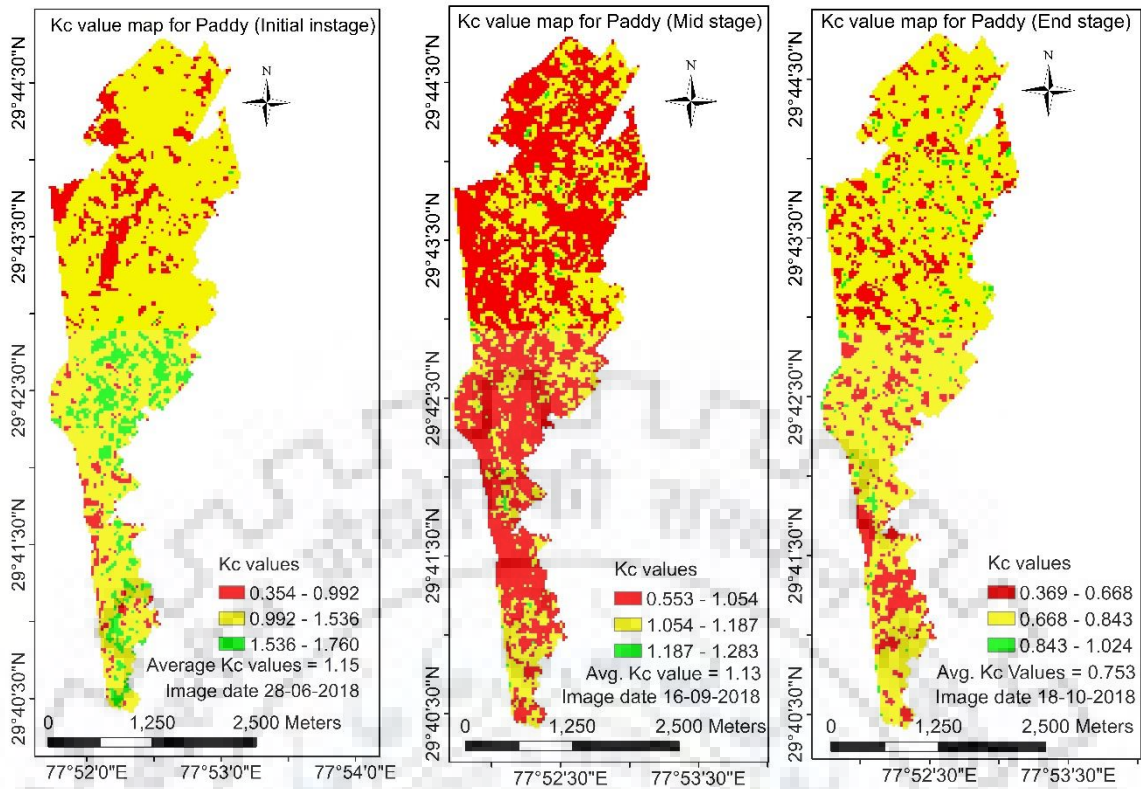 Kc value map for Paddy (Initial instage)
N
29°44'30"N
29°43'30"N
29°42'30"N
29°41'30"N
29°40'30"N
Kc values
0.354 - 0.992
0.992 - 1.536
1.536 - 1.760
Average Kc values = 1.15
Image date 28-06-2018
0 1,250 2,500 Meters
77°52'0"E 77°53'0"E 77°54'0"E
Kc value map for Paddy (Mid stage)
N
29°44'30"N
29°43'30"N
29°42'30"N
29°41'30"N
29°40'30"N
Kc values
0.553 - 1.054
1.054 - 1.187
1.187 - 1.283
Avg. Kc value = 1.13
Image date 16-09-2018
0 1,250 2,500 Meters
77°52'30"E 77°53'30"E
Kc value map for Paddy (End stage)
N
29°44'30"N
29°43'30"N
29°42'30"N
29°41'30"N
29°40'30"N
Kc values
0.369 - 0.668
0.668 - 0.843
0.843 - 1.024
Avg. Kc Values = 0.753
Image date 18-10-2018
0 1,250 2,500 Meters
77°52'30"E 77°53'30"E